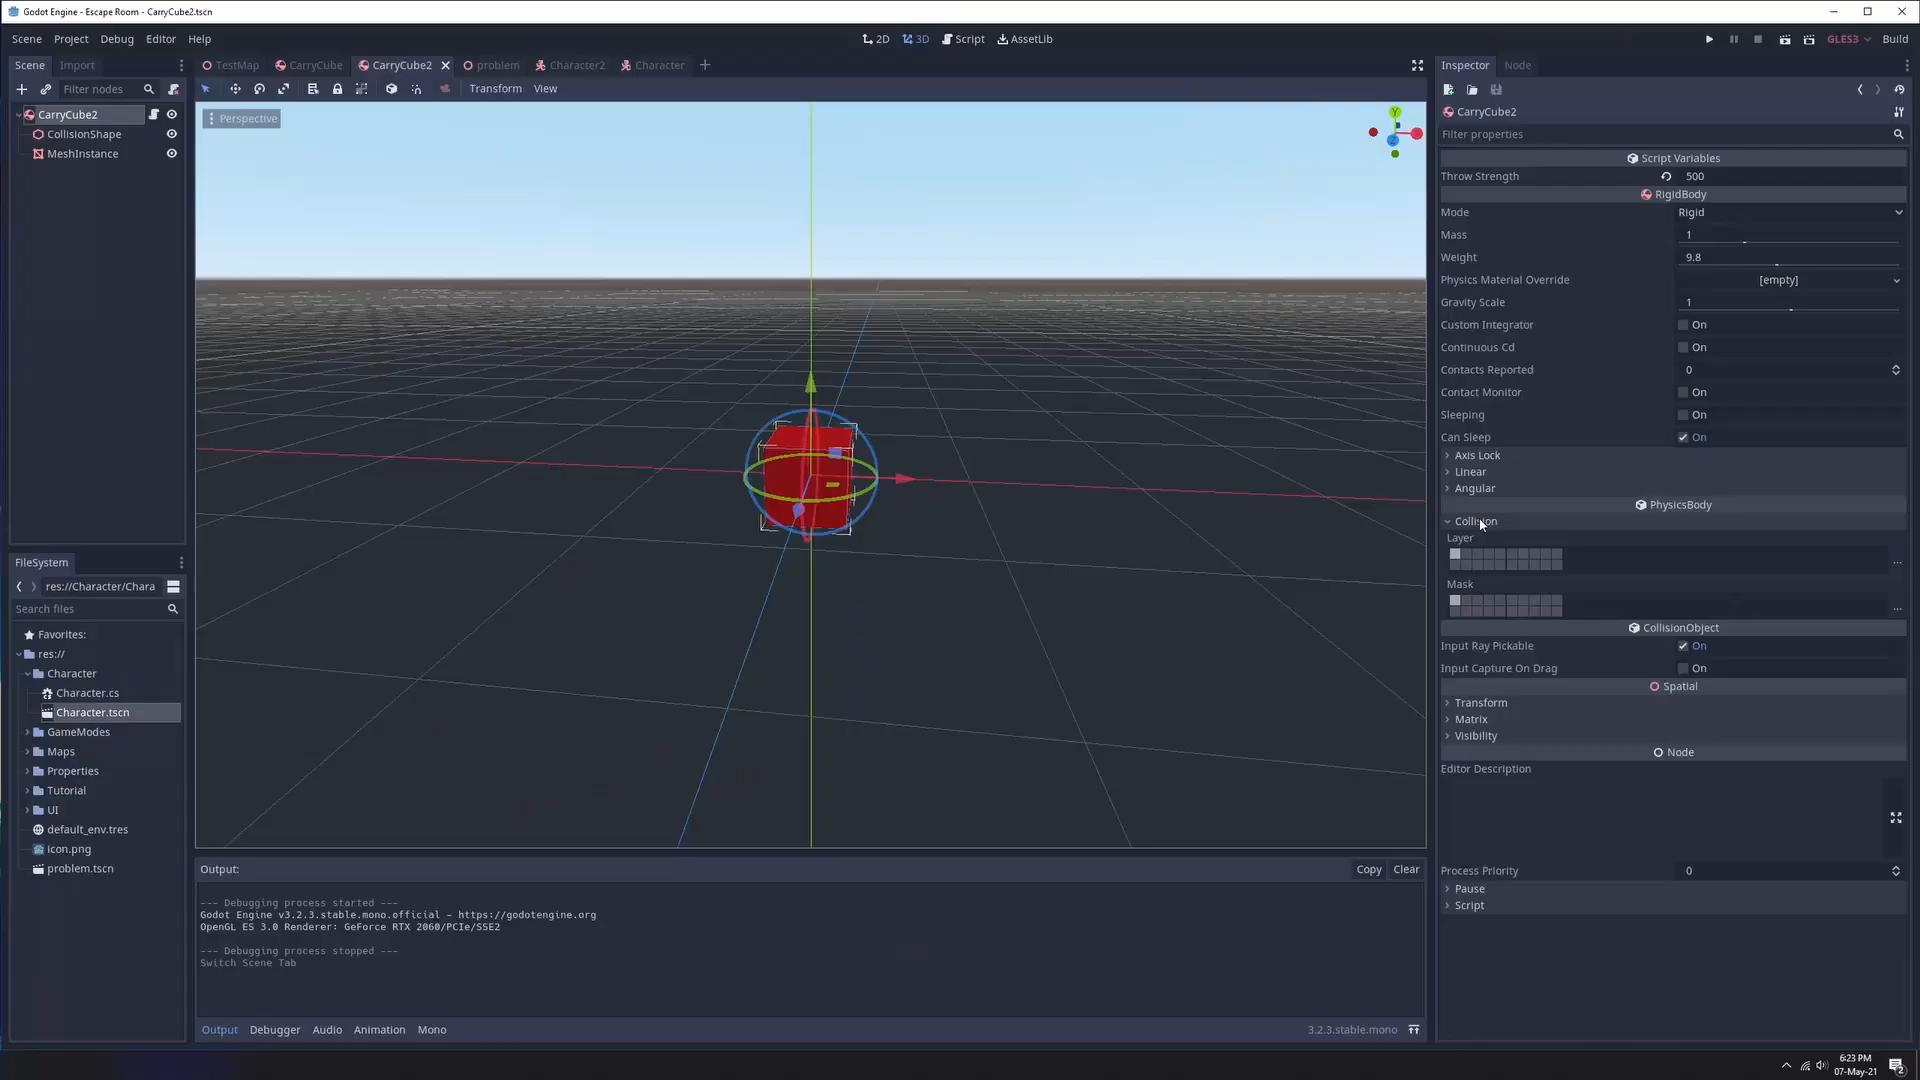 Godot Engine - Escape Room - CarryCube2.tscn
Scene Project Debug Editor Help
2D 3D Script AssetLib
GLES3 Build
Scene Import
TestMap CarryCube CarryCube2 problem Character2 Character
Inspector Node
Filter nodes
Transform View
CarryCube2
CollisionShape
MeshInstance
Perspective
Y
Z
FileSystem
res://Character/Chara
Search files
Favorites:
res://
Character
Character.cs
Character.tscn
GameModes
Maps
Properties
Tutorial
UI
default_env.tres
icon.png
problem.tscn
Output:
Copy Clear
--- Debugging process started ---
Godot Engine v3.2.3.stable.mono.official - https://godotengine.org
OpenGL ES 3.0 Renderer: GeForce RTX 2060/PCIe/SSE2
--- Debugging process stopped ---
Switch Scene Tab
Output Debugger Audio Animation Mono
3.2.3.stable.mono
CarryCube2
Filter properties
Script Variables
Throw Strength 500
RigidBody
Mode Rigid
Mass 1
Weight 9.8
Physics Material Override [empty]
Gravity Scale 1
Custom Integrator On
Continuous Cd On
Contacts Reported 0
Contact Monitor On
Sleeping On
Can Sleep On
Axis Lock
Linear
Angular
PhysicsBody
Collision
Layer
...
Mask
...
CollisionObject
Input Ray Pickable On
Input Capture On Drag On
Spatial
Transform
Matrix
Visibility
Node
Editor Description
Process Priority 0
Pause
Script
6:23 PM
07-May-21
2